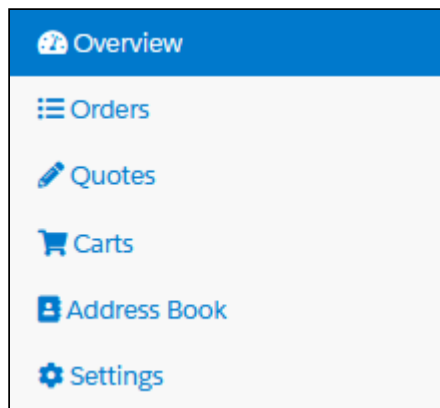 Overview
Orders
Quotes
Carts
Address Book
Settings